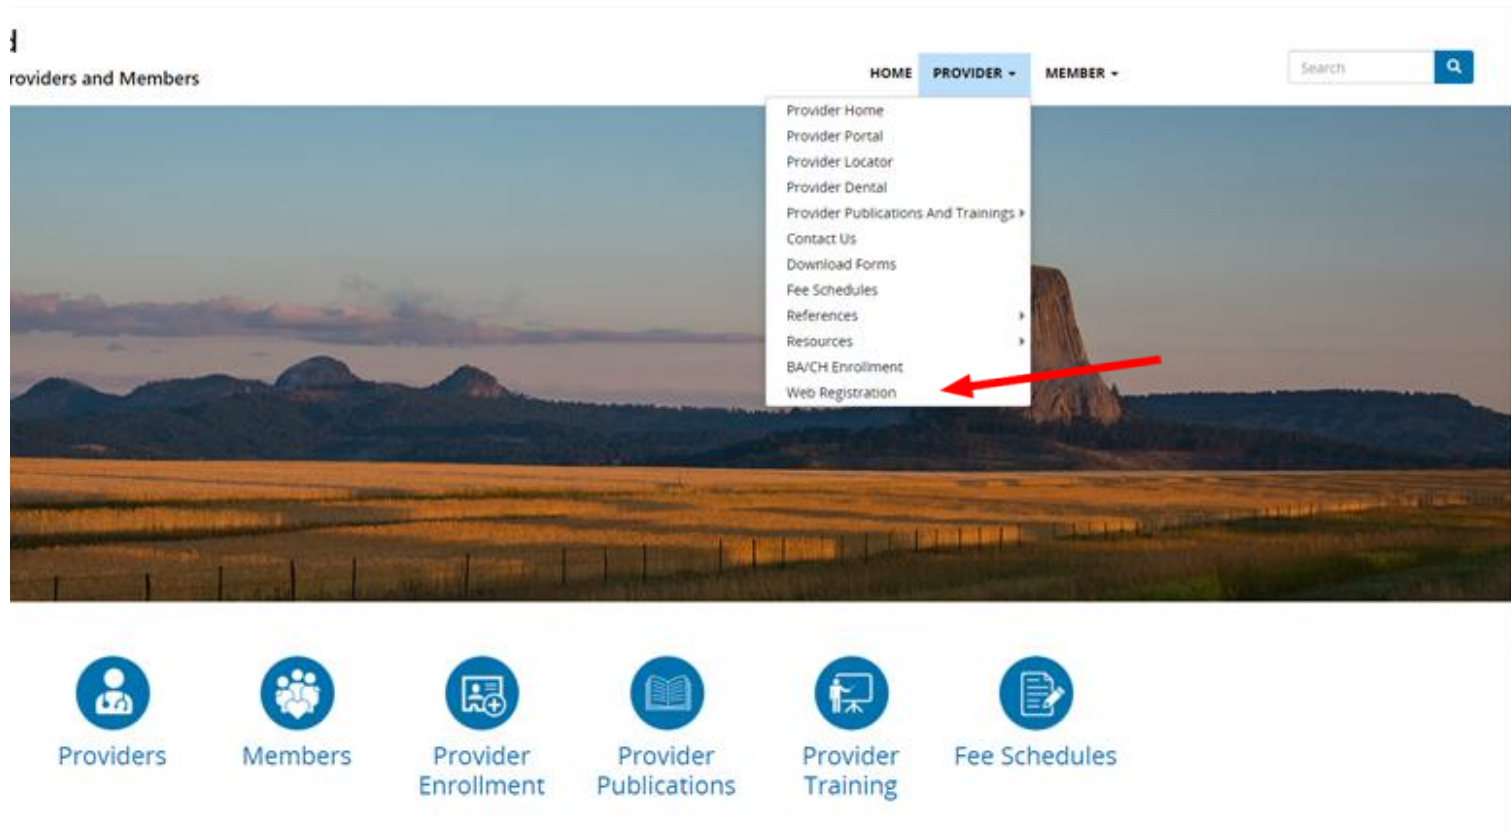 d
roviders and Members
HOME PROVIDER MEMBER
Search
Provider Home
Provider Portal
Provider Locator
Provider Dental
Provider Publications And Trainings
Contact Us
Download Forms
Fee Schedules
References
Resources
BA/CH Enrollment
Web Registration
Providers
Members
Provider
Enrollment
Provider
Publications
Provider
Training
Fee Schedules